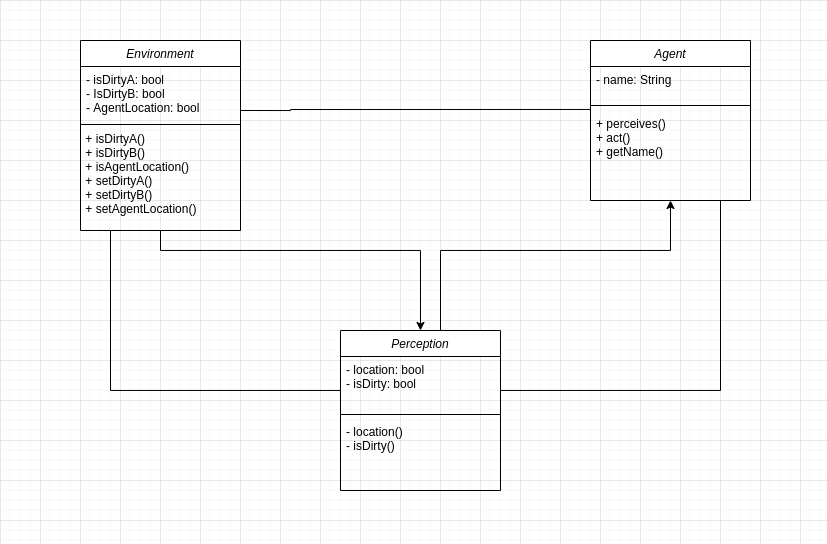 Environment
- isDirtyA: bool
- IsDirtyB: bool
- AgentLocation: bool
+ isDirtyA()
+ isDirtyB()
+ isAgentLocation()
+ setDirtyA()
+ setDirtyB()
+ setAgentLocation()
Agent
- name: String
+ perceives()
+ act()
+ getName()
Perception
- location: bool
- isDirty: bool
- location()
- isDirty()